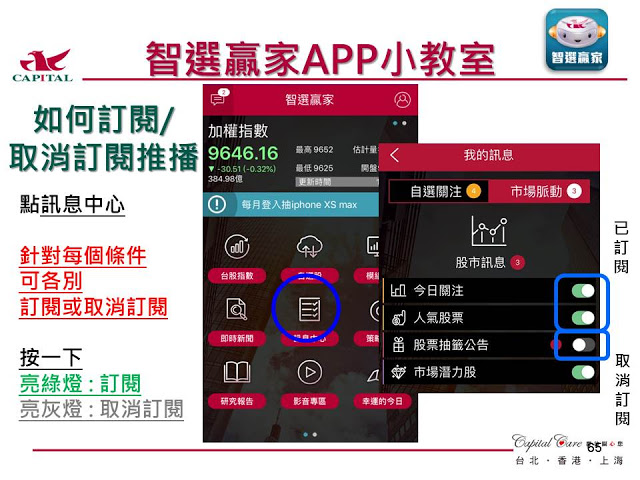 CAPITAL
智選贏家APP小教室
智選贏家
如何訂閱/
取消訂閱推播
點訊息中心
針對每個條件
可各別
訂閱或取消訂閱
按一下
亮綠燈 : 訂閱
亮灰燈 : 取消訂閱
2
智選贏家
加權指數
9646.16
▼ -30.51 (-0.32%)
384.98億
最高 9652
估計量
最低 9625
開盤
更新時間
每月登入抽iphone XS max
台股指數
即時新聞
訊息中心
研究報告
影音專區
幸運的今日
我的訊息
自選關注 4
市場脈動 3
股市訊息 3
今日關注
人氣股票
股票抽籤公告
市場潛力股
已訂閱
取消訂閱
Capital Care
65
台北・香港・上海